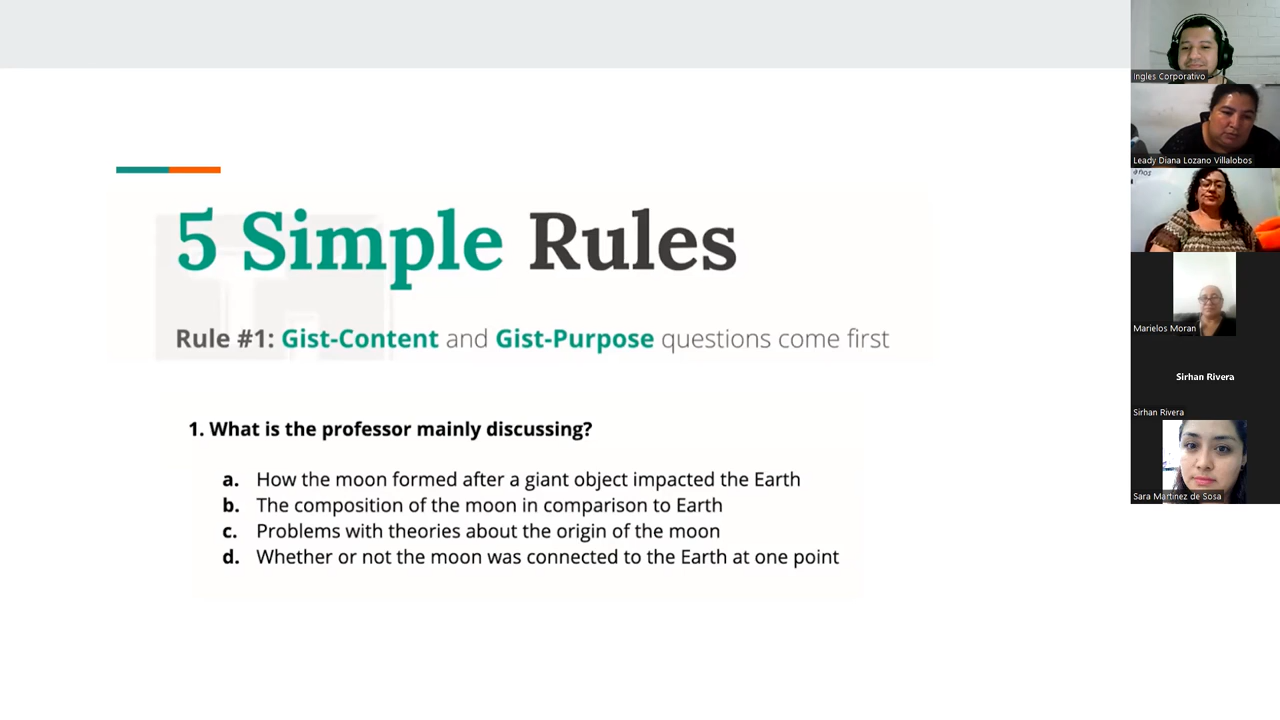 5 Simple Rules
Rule #1: Gist-Content and Gist-Purpose questions come first
1. What is the professor mainly discussing?
a. How the moon formed after a giant object impacted the Earth
b. The composition of the moon in comparison to Earth
c. Problems with theories about the origin of the moon
d. Whether or not the moon was connected to the Earth at one point
Ingles Corporativo
Leady Diana Lozano Villalobos
años
Marielos Moran
Sirhan Rivera
Sirhan Rivera
Sara Martinez de Sosa